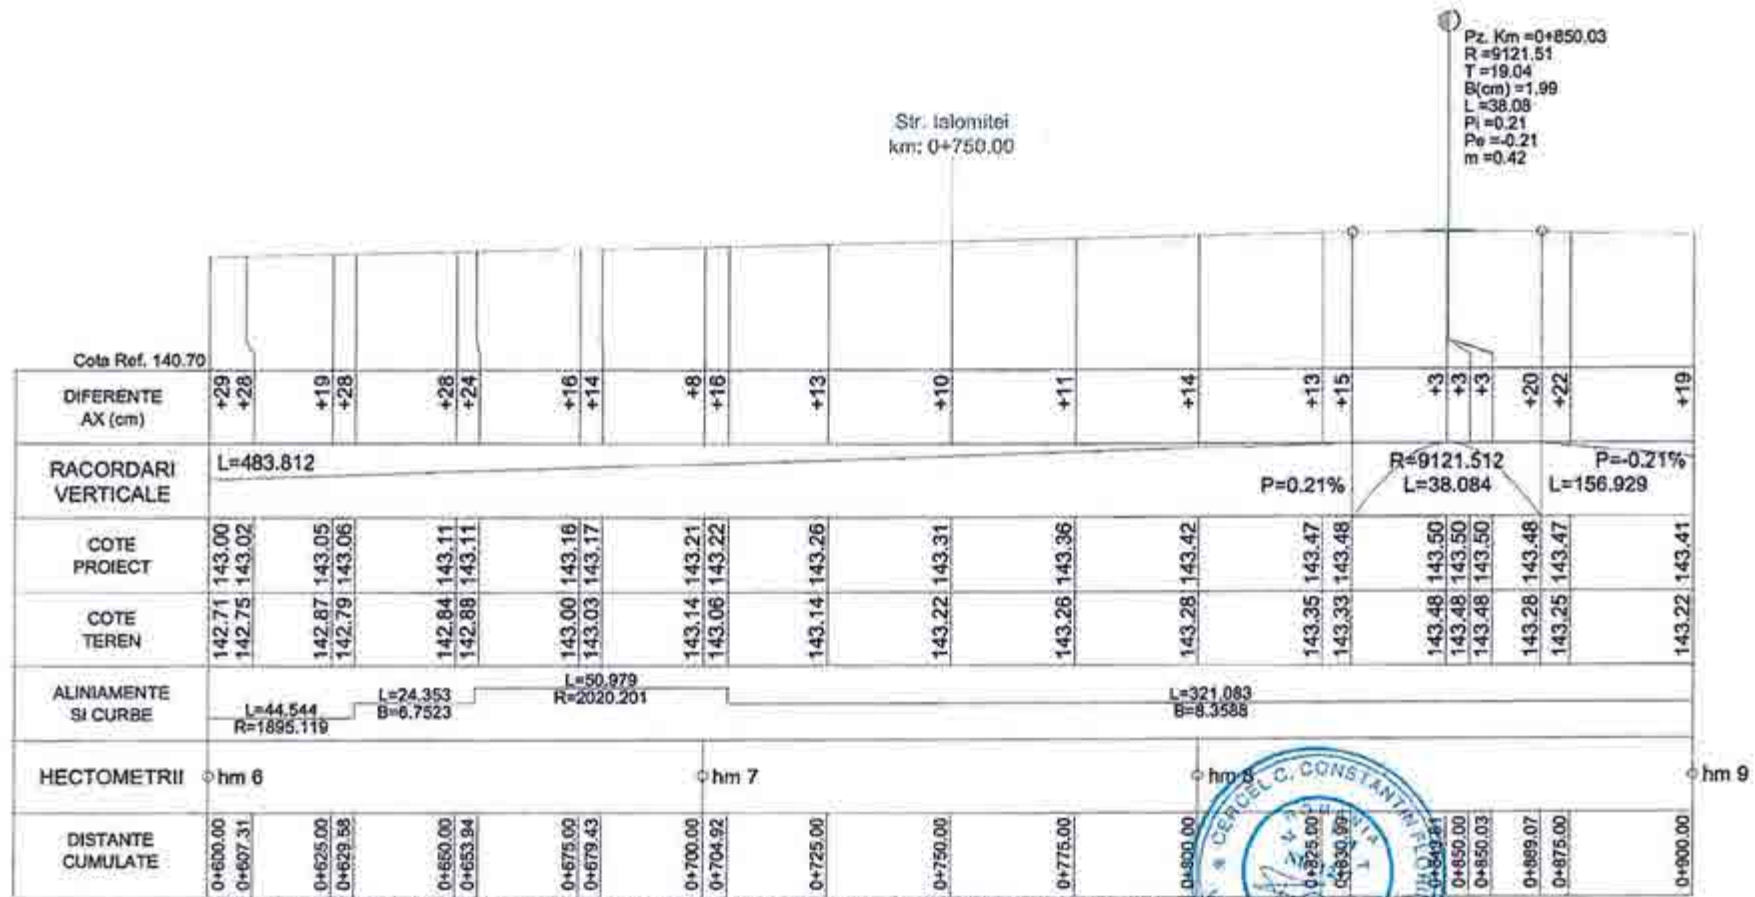 Pz. Km =0+850.03
R =9121.51
T =19.04
B(cm) =1.99
L =38.08
Pi =0.21
Pe =-0.21
m =0.42
Str. Ialomitei
km: 0+750.00
Cota Ref. 140.70
DIFERENTE
AX (cm)
+29 +28 +19 +28 +28 +24 +16 +14 +8 +16 +13 +10 +11 +14 +13 +15 +3 +3 +3 +20 +22 +19
RACORDARI
VERTICALE
L=483.812
P=0.21%
R=9121.512
L=38.084
P=-0.21%
L=156.929
COTE
PROIECT
143.00 143.02 143.05 143.06 143.11 143.11 143.16 143.17 143.21 143.22 143.26 143.31 143.36 143.42 143.47 143.48 143.50 143.50 143.50 143.48 143.47 143.41
COTE
TEREN
142.71 142.75 142.87 142.79 142.84 142.88 143.00 143.03 143.14 143.06 143.14 143.22 143.26 143.28 143.35 143.33 143.48 143.48 143.48 143.28 143.25 143.22
ALINIAMENTE
SI CURBE
L=44.544
R=1895.119
L=24.353
B=6.7523
L=50.979
R=2020.201
L=321.083
B=8.3588
HECTOMETRII
hm 6
hm 7
hm 8
hm 9
DISTANTE
CUMULATE
0+600.00 0+607.31 0+625.00 0+629.58 0+650.00 0+653.94 0+675.00 0+679.43 0+700.00 0+704.92 0+725.00 0+750.00 0+775.00 0+800.00 0+825.00 0+830.99 0+850.00 0+850.03 0+869.07 0+875.00 0+900.00
CERCEL C. CONSTANTIN